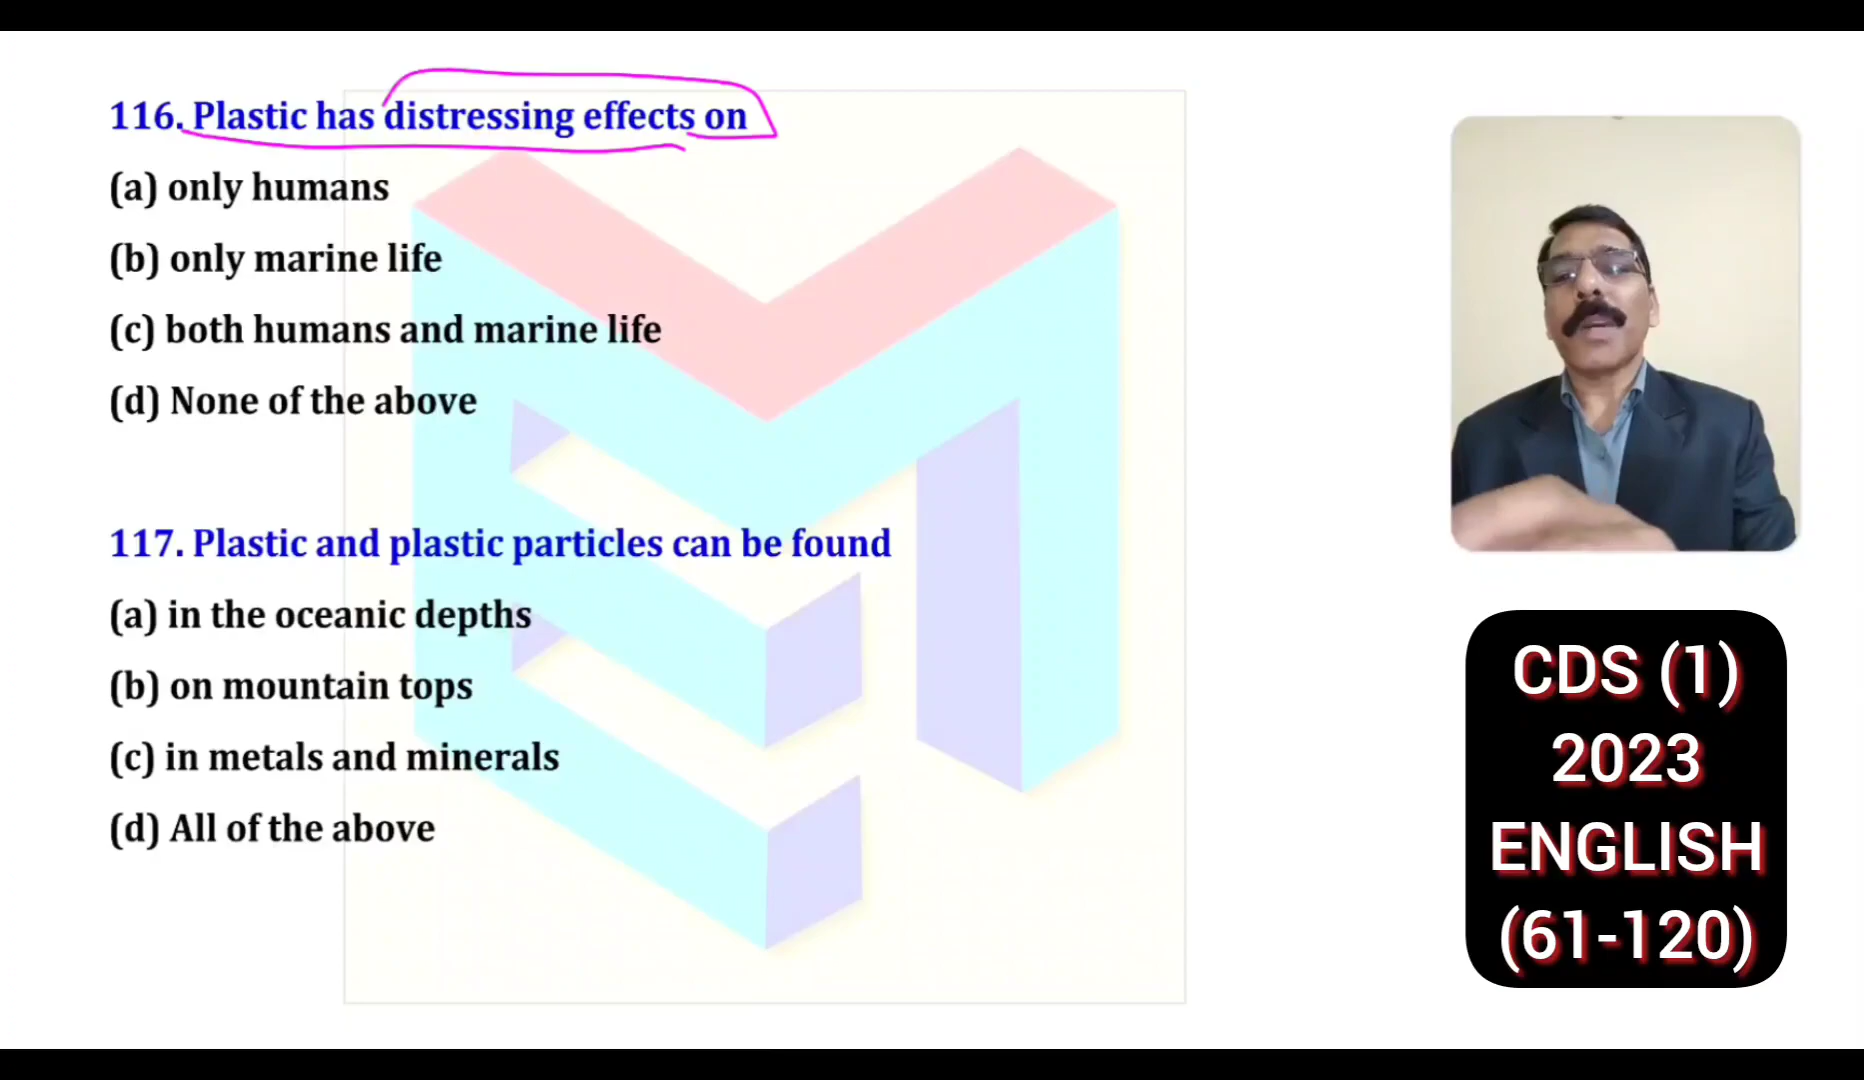 116. Plastic has distressing effects on
(a) only humans
(b) only marine life
(c) both humans and marine life
(d) None of the above
117. Plastic and plastic particles can be found
(a) in the oceanic depths
(b) on mountain tops
(c) in metals and minerals
(d) All of the above
CDS (1)
2023
ENGLISH
(61-120)